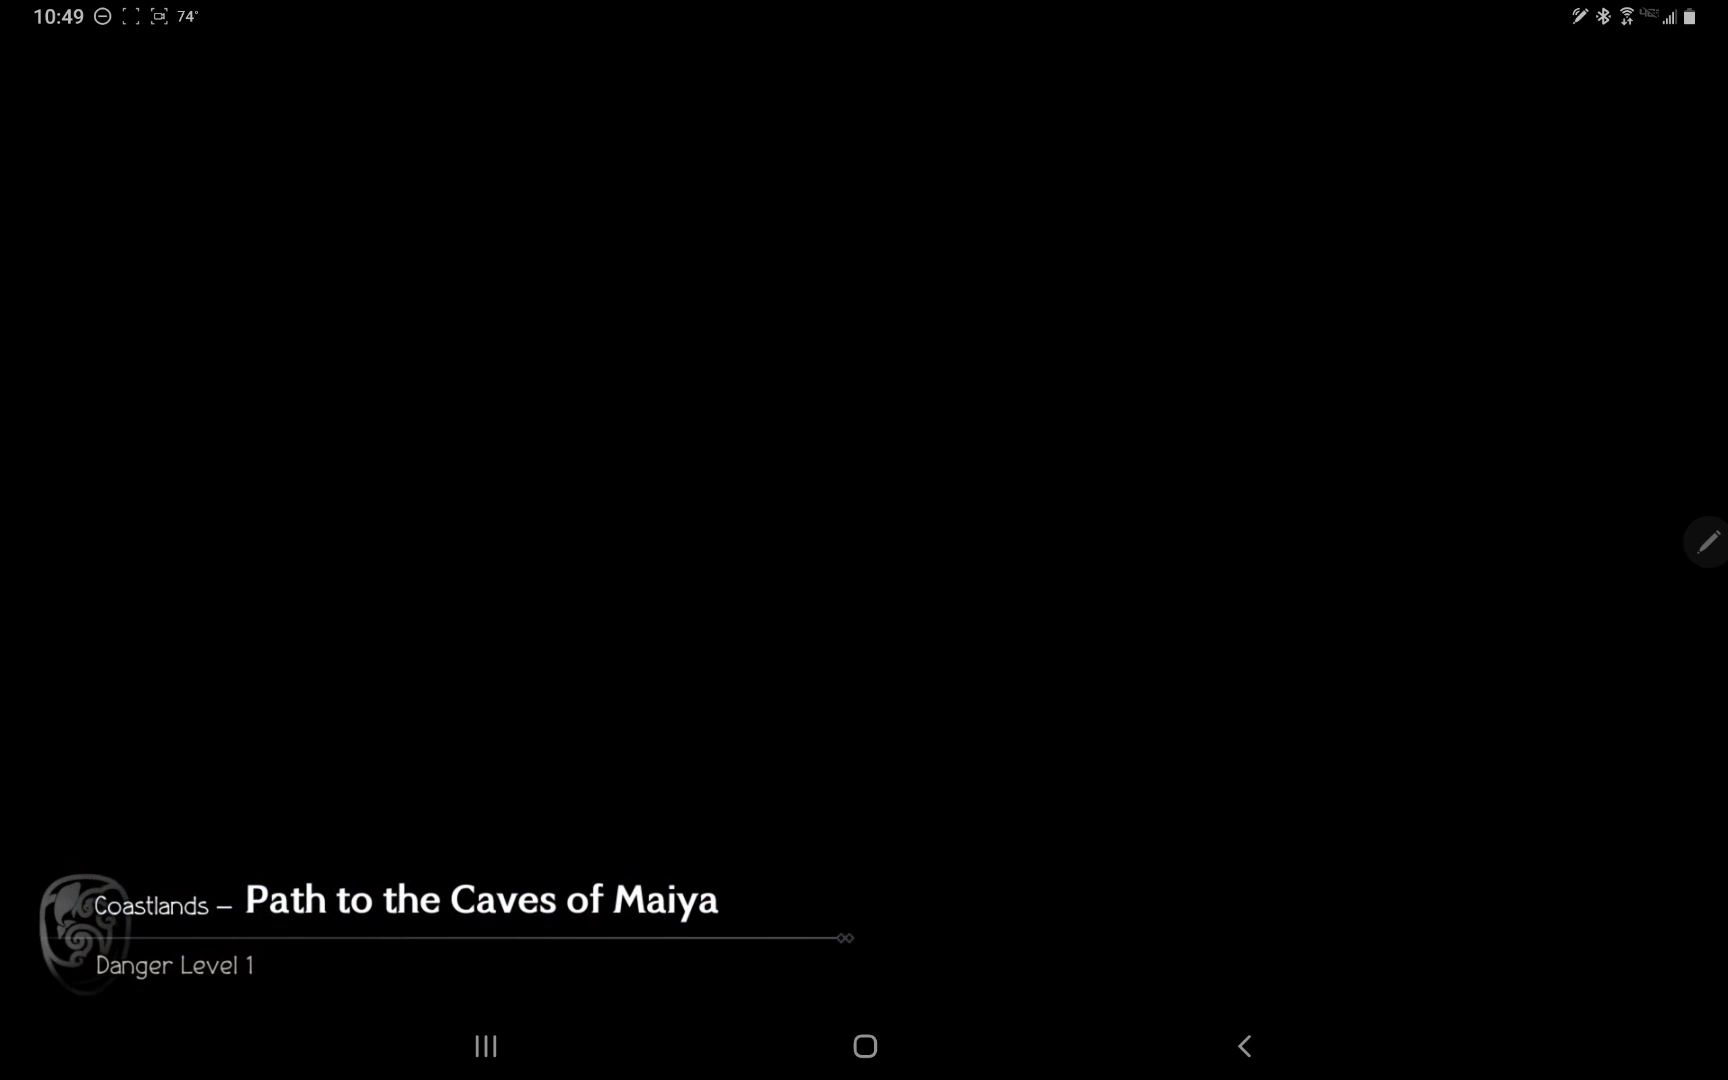 10:49 74°
Coastlands – Path to the Caves of Maiya
Danger Level 1